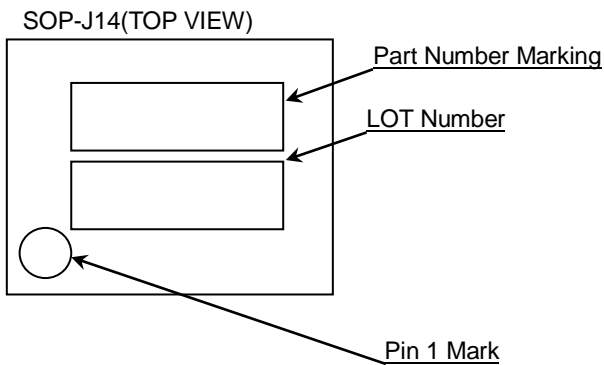 SOP-J14(TOP VIEW)
Part Number Marking
LOT Number
Pin 1 Mark